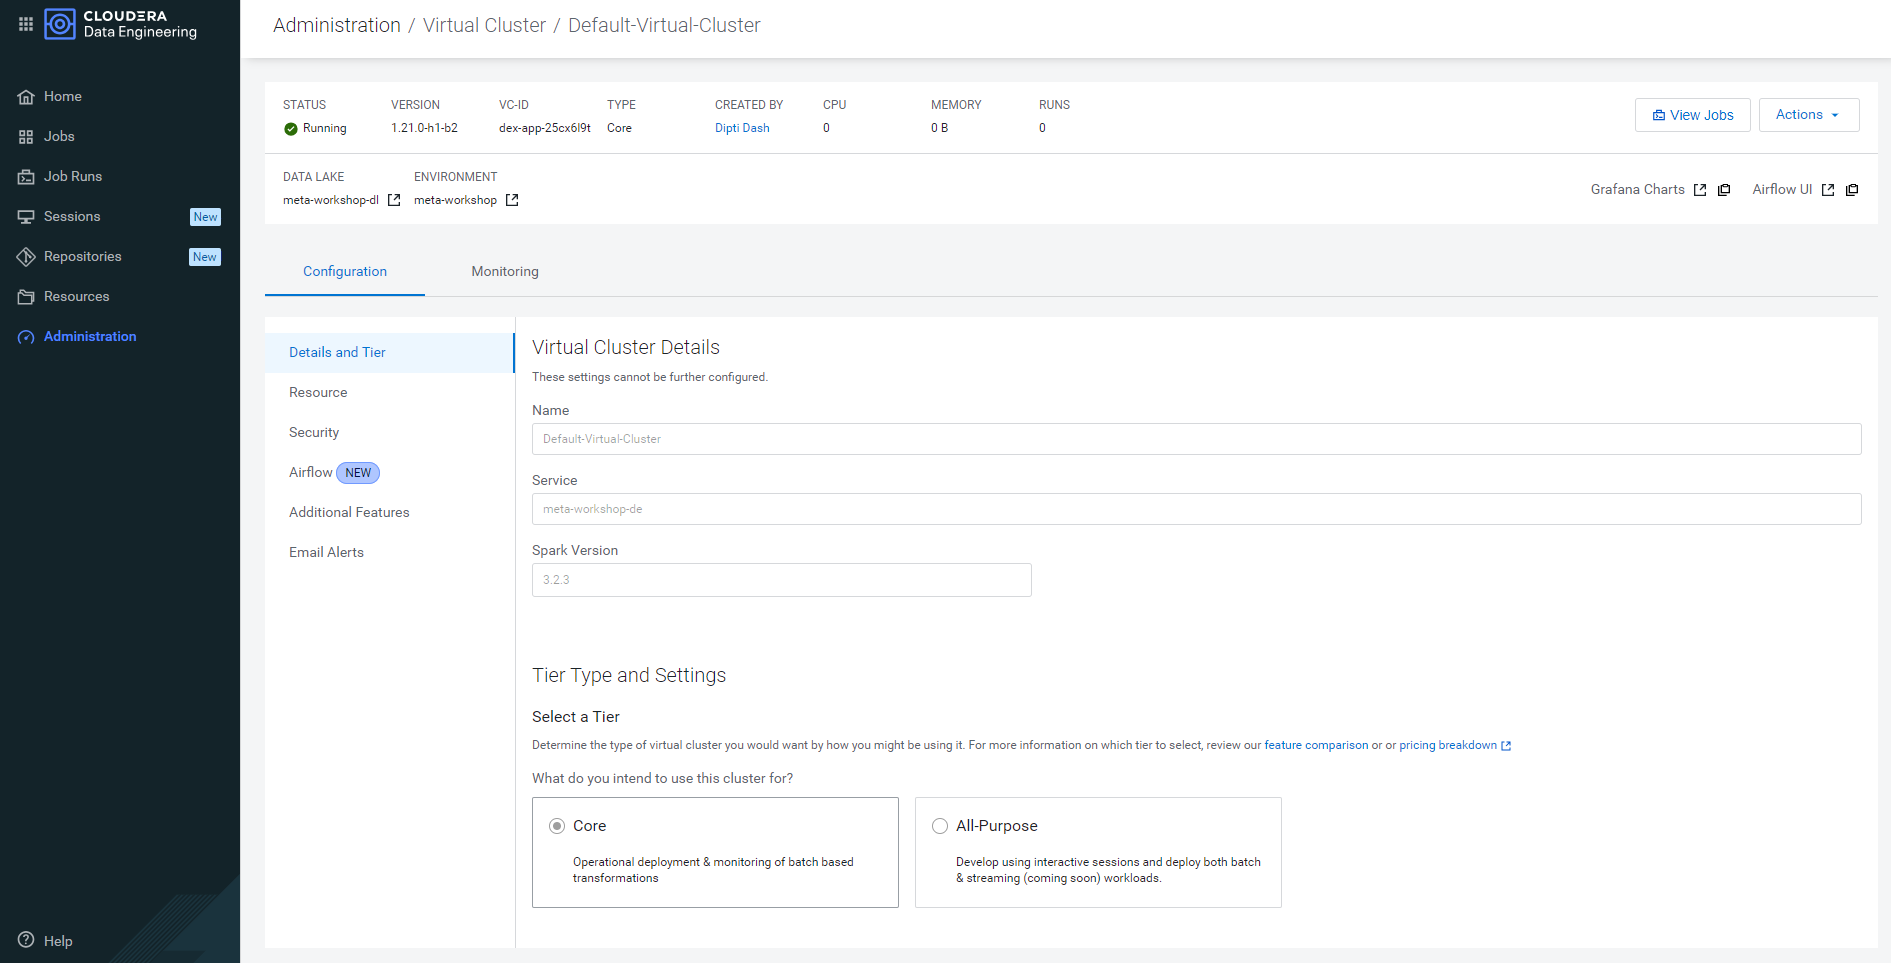 CLOUDERA
Data Engineering
Home
Jobs
Job Runs
Sessions New
Repositories New
Resources
Administration
Help
Administration / Virtual Cluster / Default-Virtual-Cluster
STATUS VERSION VC-ID TYPE CREATED BY CPU MEMORY RUNS
Running 1.21.0-h1-b2 dex-app-25cx6l9t Core Dipti Dash 0 0 B 0
View Jobs Actions
DATA LAKE ENVIRONMENT
meta-workshop-dl meta-workshop
Grafana Charts Airflow UI
Configuration Monitoring
Details and Tier
Resource
Security
Airflow NEW
Additional Features
Email Alerts
Virtual Cluster Details
These settings cannot be further configured.
Name
Default-Virtual-Cluster
Service
meta-workshop-de
Spark Version
3.2.3
Tier Type and Settings
Select a Tier
Determine the type of virtual cluster you would want by how you might be using it. For more information on which tier to select, review our feature comparison or or pricing breakdown
What do you intend to use this cluster for?
Core
Operational deployment & monitoring of batch based
transformations
All-Purpose
Develop using interactive sessions and deploy both batch
& streaming (coming soon) workloads.